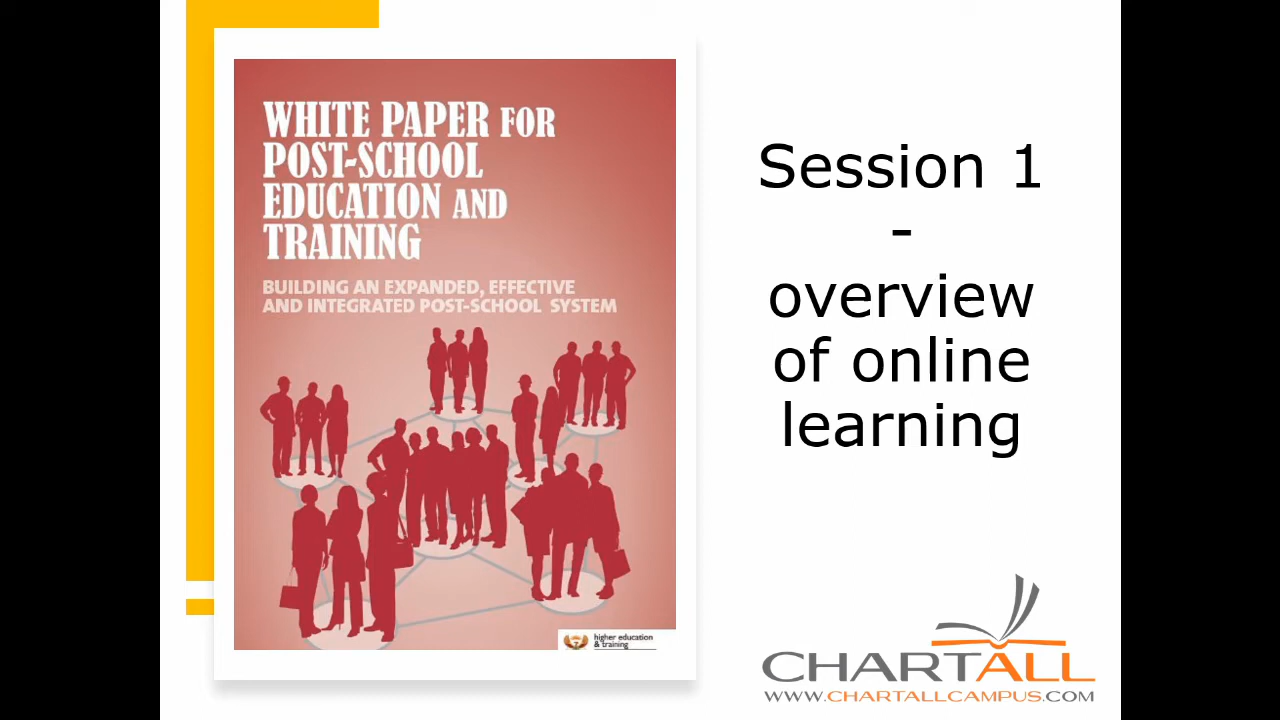 WHITE PAPER FOR
POST-SCHOOL
EDUCATION AND
TRAINING
BUILDING AN EXPANDED, EFFECTIVE
AND INTEGRATED POST-SCHOOL SYSTEM
higher education
& training
Session 1
-
overview
of online
learning
CHARTALL
WWW.CHARTALLCAMPUS.COM